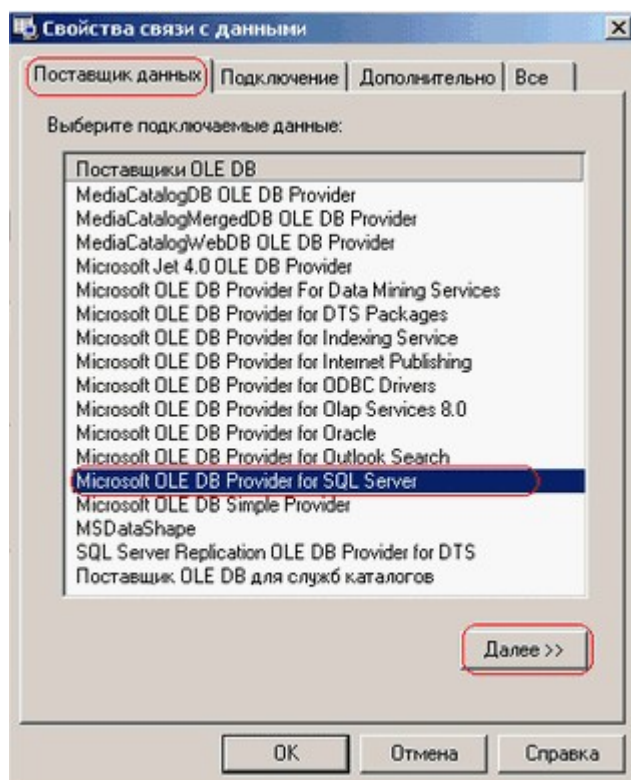 Свойства связи с данными
Поставщик данных Подключение Дополнительно Все
Выберите подключаемые данные:
Поставщики OLE DB
MediaCatalogDB OLE DB Provider
MediaCatalogMergedDB OLE DB Provider
MediaCatalogWebDB OLE DB Provider
Microsoft Jet 4.0 OLE DB Provider
Microsoft OLE DB Provider For Data Mining Services
Microsoft OLE DB Provider for DTS Packages
Microsoft OLE DB Provider for Indexing Service
Microsoft OLE DB Provider for Internet Publishing
Microsoft OLE DB Provider for ODBC Drivers
Microsoft OLE DB Provider for Olap Services 8.0
Microsoft OLE DB Provider for Oracle
Microsoft OLE DB Provider for Outlook Search
Microsoft OLE DB Provider for SQL Server
Microsoft OLE DB Simple Provider
MSDataShape
SQL Server Replication OLE DB Provider for DTS
Поставщик OLE DB для служб каталогов
Далее >>
OK Отмена Справка